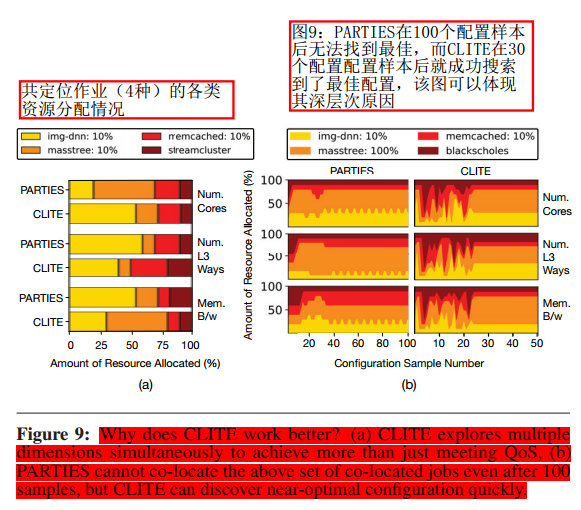 图9：PARTIES在100个配置样本
后无法找到最佳，而CLITE在30
个配置配置样本后就成功搜索
到了最佳配置，该图可以体现
其深层次原因
共定位作业（4种）的各类
资源分配情况
img-dnn: 10%
memcached: 10%
masstree: 10%
streamcluster
img-dnn: 10%
memcached: 10%
masstree: 100%
blackscholes
PARTIES
CLITE
PARTIES
CLITE
PARTIES
CLITE
Num.
Cores
Num.
L3
Ways
Mem.
B/w
0
25
50
75
100
Amount of Resource Allocated (%)
(a)
PARTIES
CLITE
Amount of Resource Allocated (%)
100
50
100
50
100
50
Num.
Cores
Num.
L3
Ways
Mem.
B/w
20
40
60
80
100
10
20
30
40
50
Configuration Sample Number
(b)
Figure 9: Why does CLITE work better? (a) CLITE explores multiple
dimensions simultaneously to achieve more than just meeting QoS, (b)
PARTIES cannot co-locate the above set of co-located jobs even after 100
samples, but CLITE can discover near-optimal configuration quickly.